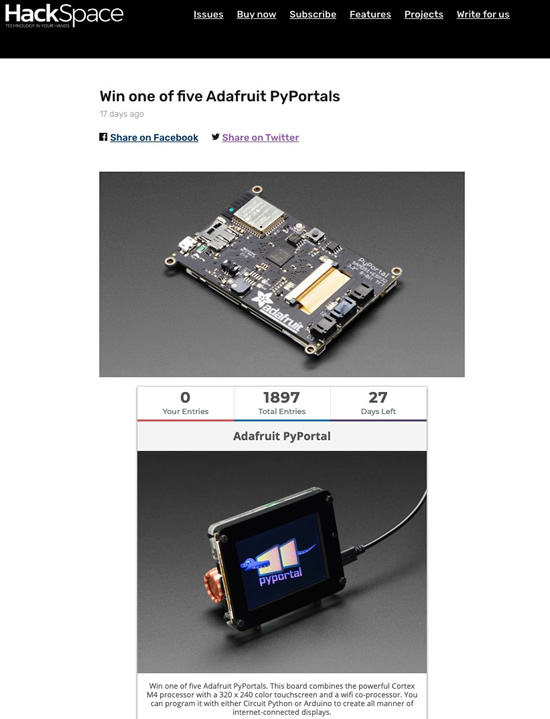 HackSpace
TECHNOLOGY IN YOUR HANDS
Issues Buy now Subscribe Features Projects Write for us
Win one of five Adafruit PyPortals
17 days ago
Share on Facebook Share on Twitter
PyPortal
adafruit
0 1897 27
Your Entries Total Entries Days Left
Adafruit PyPortal
pyportal
Win one of five Adafruit PyPortals. This board combines the powerful Cortex
M4 processor with a 320 x 240 color touchscreen and a wifi co-processor. You
can program it with either Circuit Python or Arduino to create all manner of
internet-connected displays.